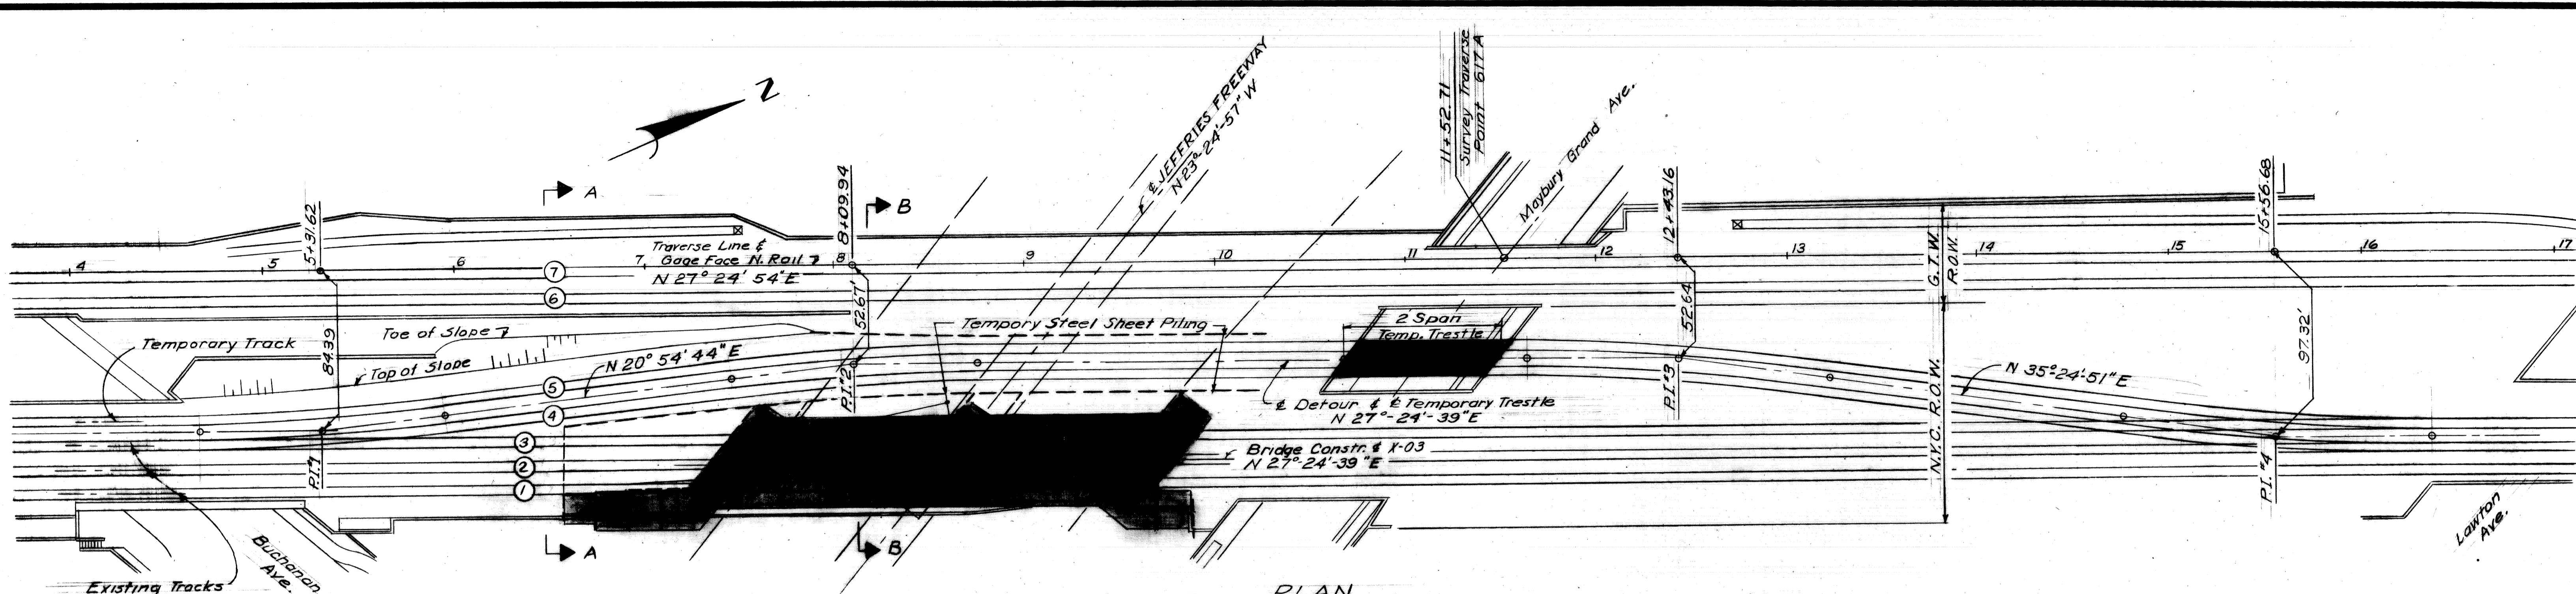 Z
℄ JEFFRIES FREEWAY
N 23°-24'-57" W
11+52.71
Survey Traverse
Point 617 A
Maybury Grand Ave.
A
B
5+31.62
8+09.94
12+43.16
15+56.68
Traverse Line ℄
Gage Face N. Rail
N 27° 24' 54" E
4
5
6
7
8
9
10
11
12
13
14
15
16
17
7
6
G.T.W.
R.O.W.
Toe of Slope
Temporary Track
Top of Slope
84.39
N 20° 54' 44" E
52.67'
Tempory Steel Sheet Piling
2 Span
Temp. Trestle
52.64
97.32'
N 35°-24'-51" E
5
4
3
2
1
P.I.#1
P.I.#2
P.I.#3
P.I.#4
℄ Detour & ℄ Temporary Trestle
N 27°-24'-39" E
Bridge Constr. ℄ X-03
N 27°-24'-39" E
N.Y.C. R.O.W.
A
B
Buchanan
Ave.
Existing Tracks
Lawton
Ave.
PLAN